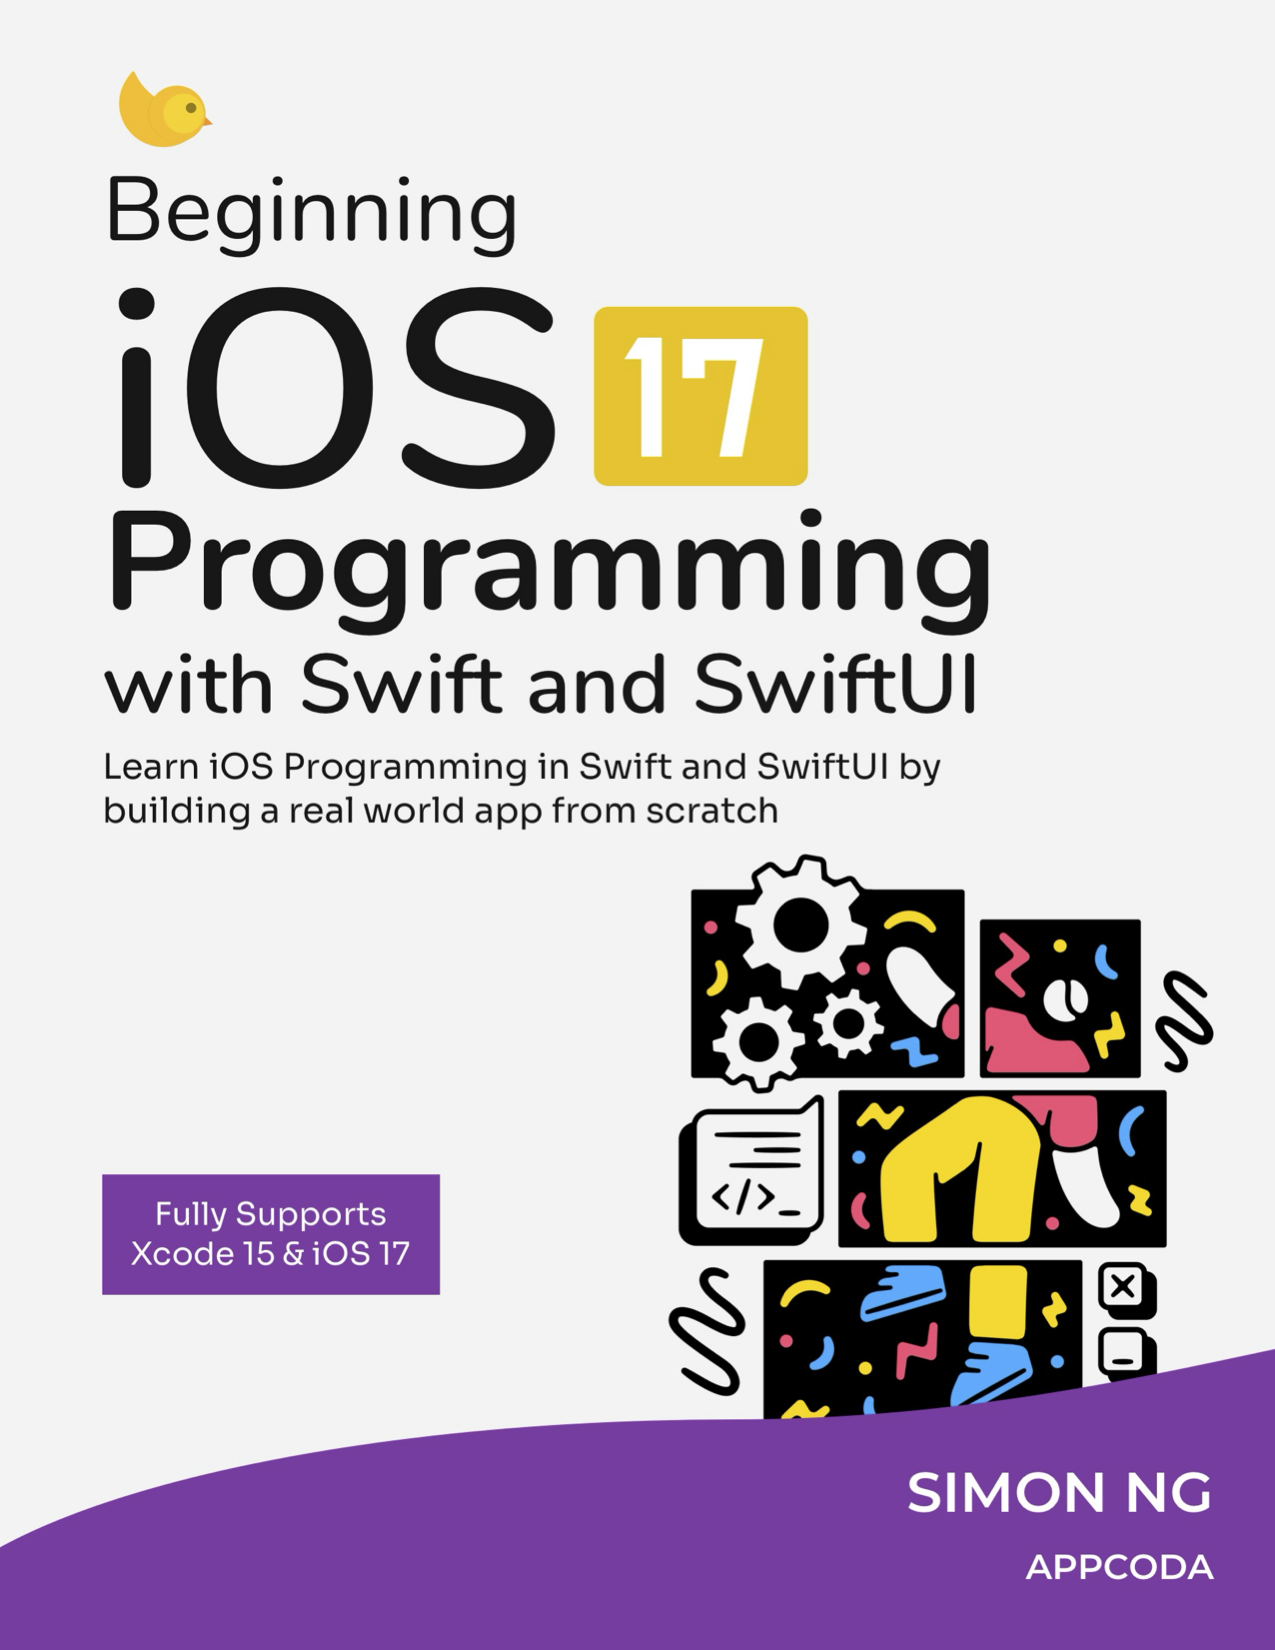 Beginning
iOS 17
Programming
with Swift and SwiftUI
Learn iOS Programming in Swift and SwiftUI by
building a real world app from scratch
</>_
Fully Supports
Xcode 15 & iOS 17
SIMON NG
APPCODA